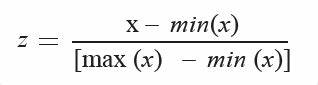 z = x − min(x) / [max (x) − min (x)]